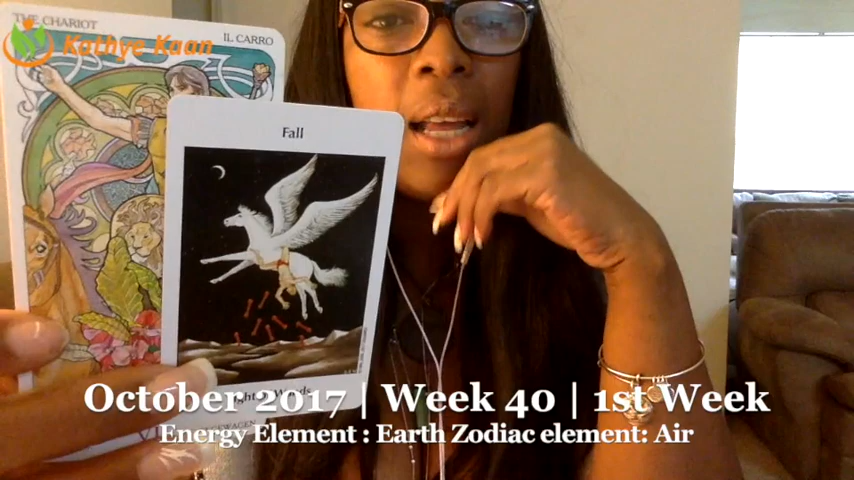 THE CHARIOT
IL CARRO
Kathye Kaan
Fall
October 2017 | Week 40 | 1st Week
Energy Element : Earth Zodiac element: Air